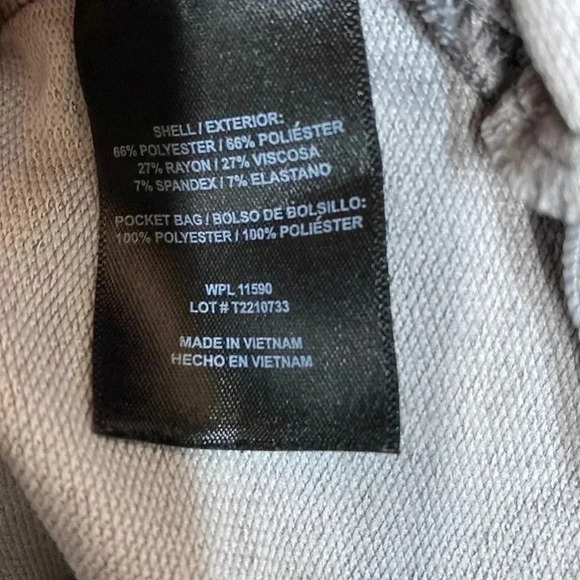 SHELL / EXTERIOR:
66% POLYESTER / 66% POLIÉSTER
27% RAYON / 27% VISCOSA
7% SPANDEX / 7% ELASTANO
POCKET BAG / BOLSO DE BOLSILLO:
100% POLYESTER / 100% POLIÉSTER
WPL 11590
LOT # T2210733
MADE IN VIETNAM
HECHO EN VIETNAM